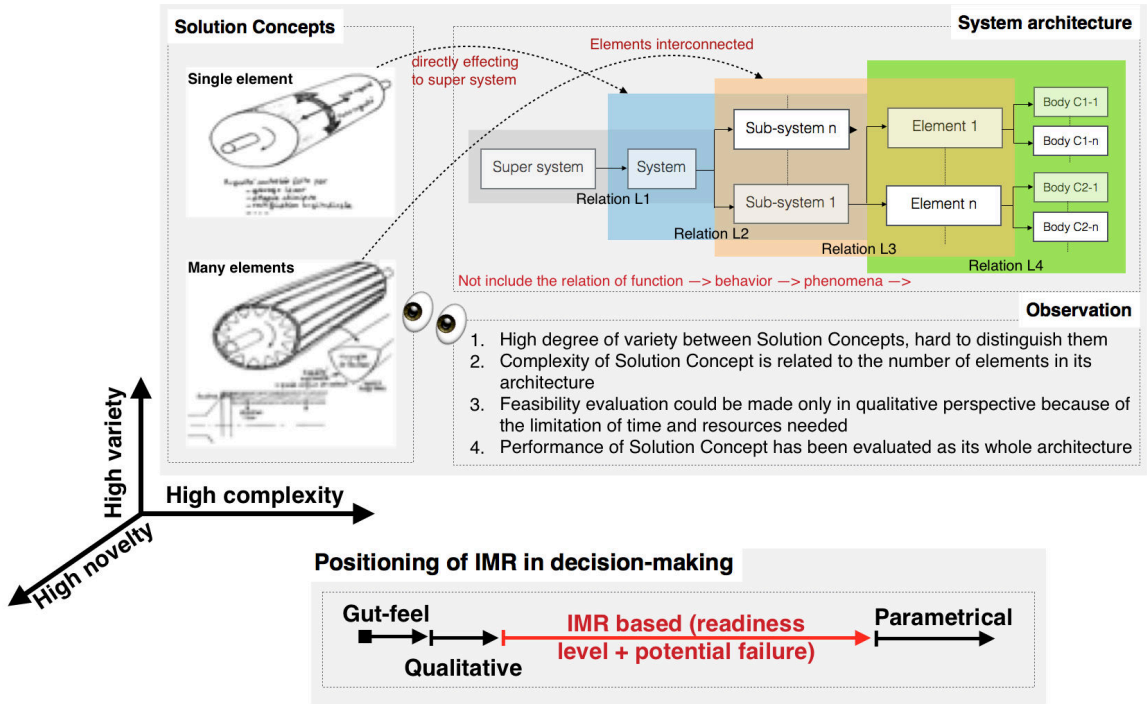 Solution Concepts
Single element
Many elements
System architecture
Elements interconnected
directly effecting
to super system
Super system
System
Sub-system n
Sub-system 1
Element 1
Element n
Body C1-1
Body C1-n
Body C2-1
Body C2-n
Relation L1
Relation L2
Relation L3
Relation L4
Not include the relation of function —> behavior —> phenomena —>
Observation
1. High degree of variety between Solution Concepts, hard to distinguish them
2. Complexity of Solution Concept is related to the number of elements in its
architecture
3. Feasibility evaluation could be made only in qualitative perspective because of
the limitation of time and resources needed
4. Performance of Solution Concept has been evaluated as its whole architecture
High variety
High complexity
High novelty
Positioning of IMR in decision-making
Gut-feel
Qualitative
IMR based (readiness
level + potential failure)
Parametrical